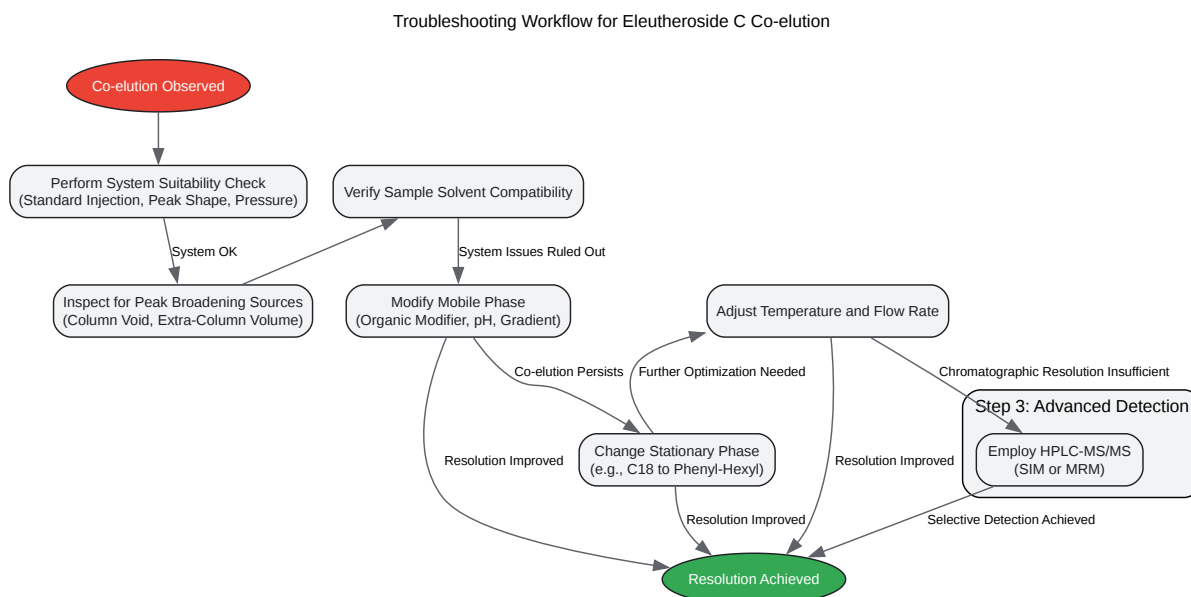 Troubleshooting Workflow for Eleutheroside C Co-elution
Co-elution Observed
Perform System Suitability Check
(Standard Injection, Peak Shape, Pressure)
Verify Sample Solvent Compatibility
System OK
System Issues Ruled Out
Inspect for Peak Broadening Sources
(Column Void, Extra-Column Volume)
Modify Mobile Phase
(Organic Modifier, pH, Gradient)
Adjust Temperature and Flow Rate
Co-elution Persists
Further Optimization Needed
Chromatographic Resolution Insufficient
Step 3: Advanced Detection
Resolution Improved
Change Stationary Phase
(e.g., C18 to Phenyl-Hexyl)
Resolution Improved
Employ HPLC-MS/MS
(SIM or MRM)
Resolution Improved
Selective Detection Achieved
Resolution Achieved